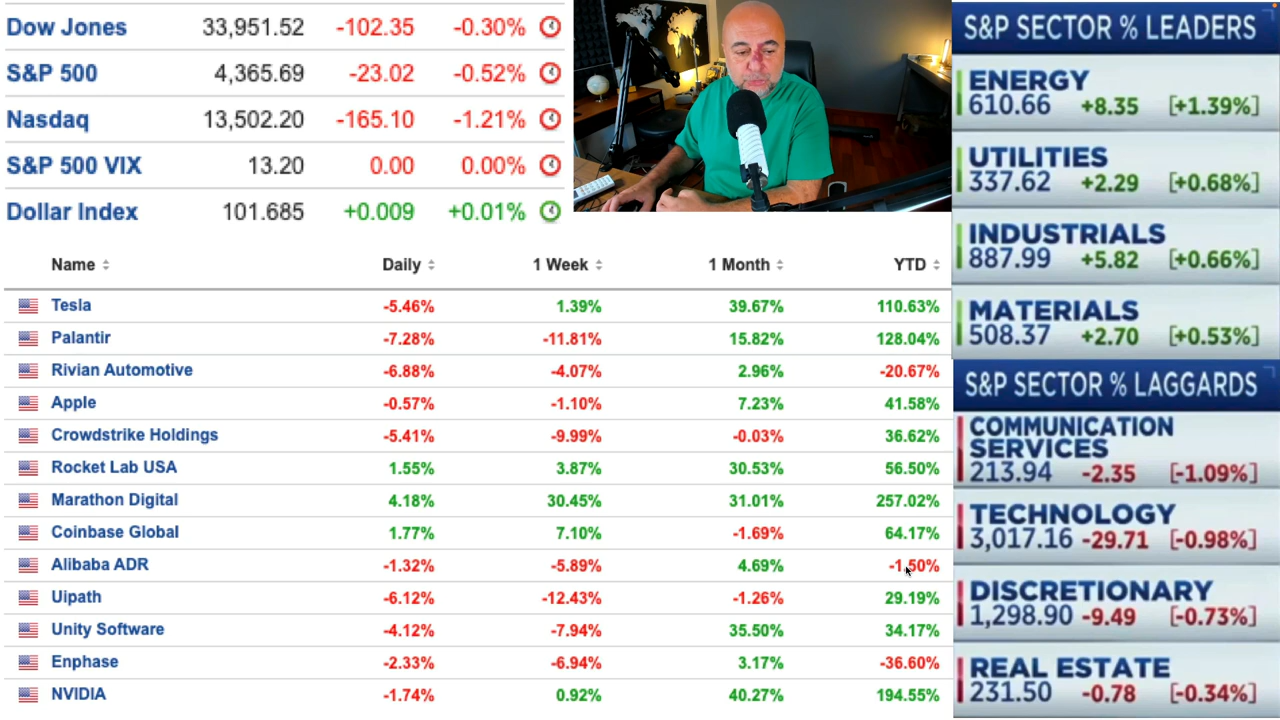 Dow Jones 33,951.52 -102.35 -0.30%
S&P 500 4,365.69 -23.02 -0.52%
Nasdaq 13,502.20 -165.10 -1.21%
S&P 500 VIX 13.20 0.00 0.00%
Dollar Index 101.685 +0.009 +0.01%
Name Daily 1 Week 1 Month YTD
Tesla -5.46% 1.39% 39.67% 110.63%
Palantir -7.28% -11.81% 15.82% 128.04%
Rivian Automotive -6.88% -4.07% 2.96% -20.67%
Apple -0.57% -1.10% 7.23% 41.58%
Crowdstrike Holdings -5.41% -9.99% -0.03% 36.62%
Rocket Lab USA 1.55% 3.87% 30.53% 56.50%
Marathon Digital 4.18% 30.45% 31.01% 257.02%
Coinbase Global 1.77% 7.10% -1.69% 64.17%
Alibaba ADR -1.32% -5.89% 4.69% -1.50%
Uipath -6.12% -12.43% -1.26% 29.19%
Unity Software -4.12% -7.94% 35.50% 34.17%
Enphase -2.33% -6.94% 3.17% -36.60%
NVIDIA -1.74% 0.92% 40.27% 194.55%
S&P SECTOR % LEADERS
ENERGY
610.66 +8.35 [+1.39%]
UTILITIES
337.62 +2.29 [+0.68%]
INDUSTRIALS
887.99 +5.82 [+0.66%]
MATERIALS
508.37 +2.70 [+0.53%]
S&P SECTOR % LAGGARDS
COMMUNICATION
SERVICES
213.94 -2.35 [-1.09%]
TECHNOLOGY
3,017.16 -29.71 [-0.98%]
DISCRETIONARY
1,298.90 -9.49 [-0.73%]
REAL ESTATE
231.50 -0.78 [-0.34%]